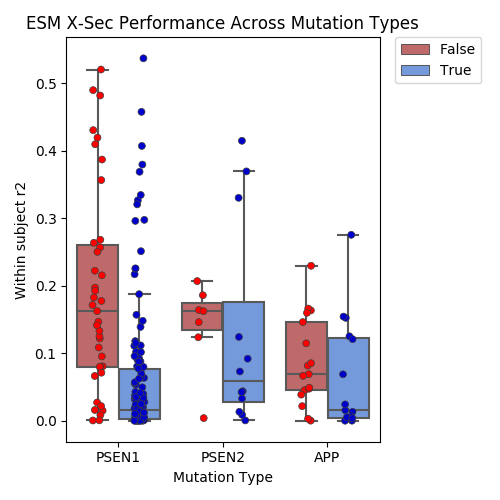 ESM X-Sec Performance Across Mutation Types
False
True
Within subject r2
0.5
0.4
0.3
0.2
0.1
0.0
PSEN1 PSEN2 APP
Mutation Type